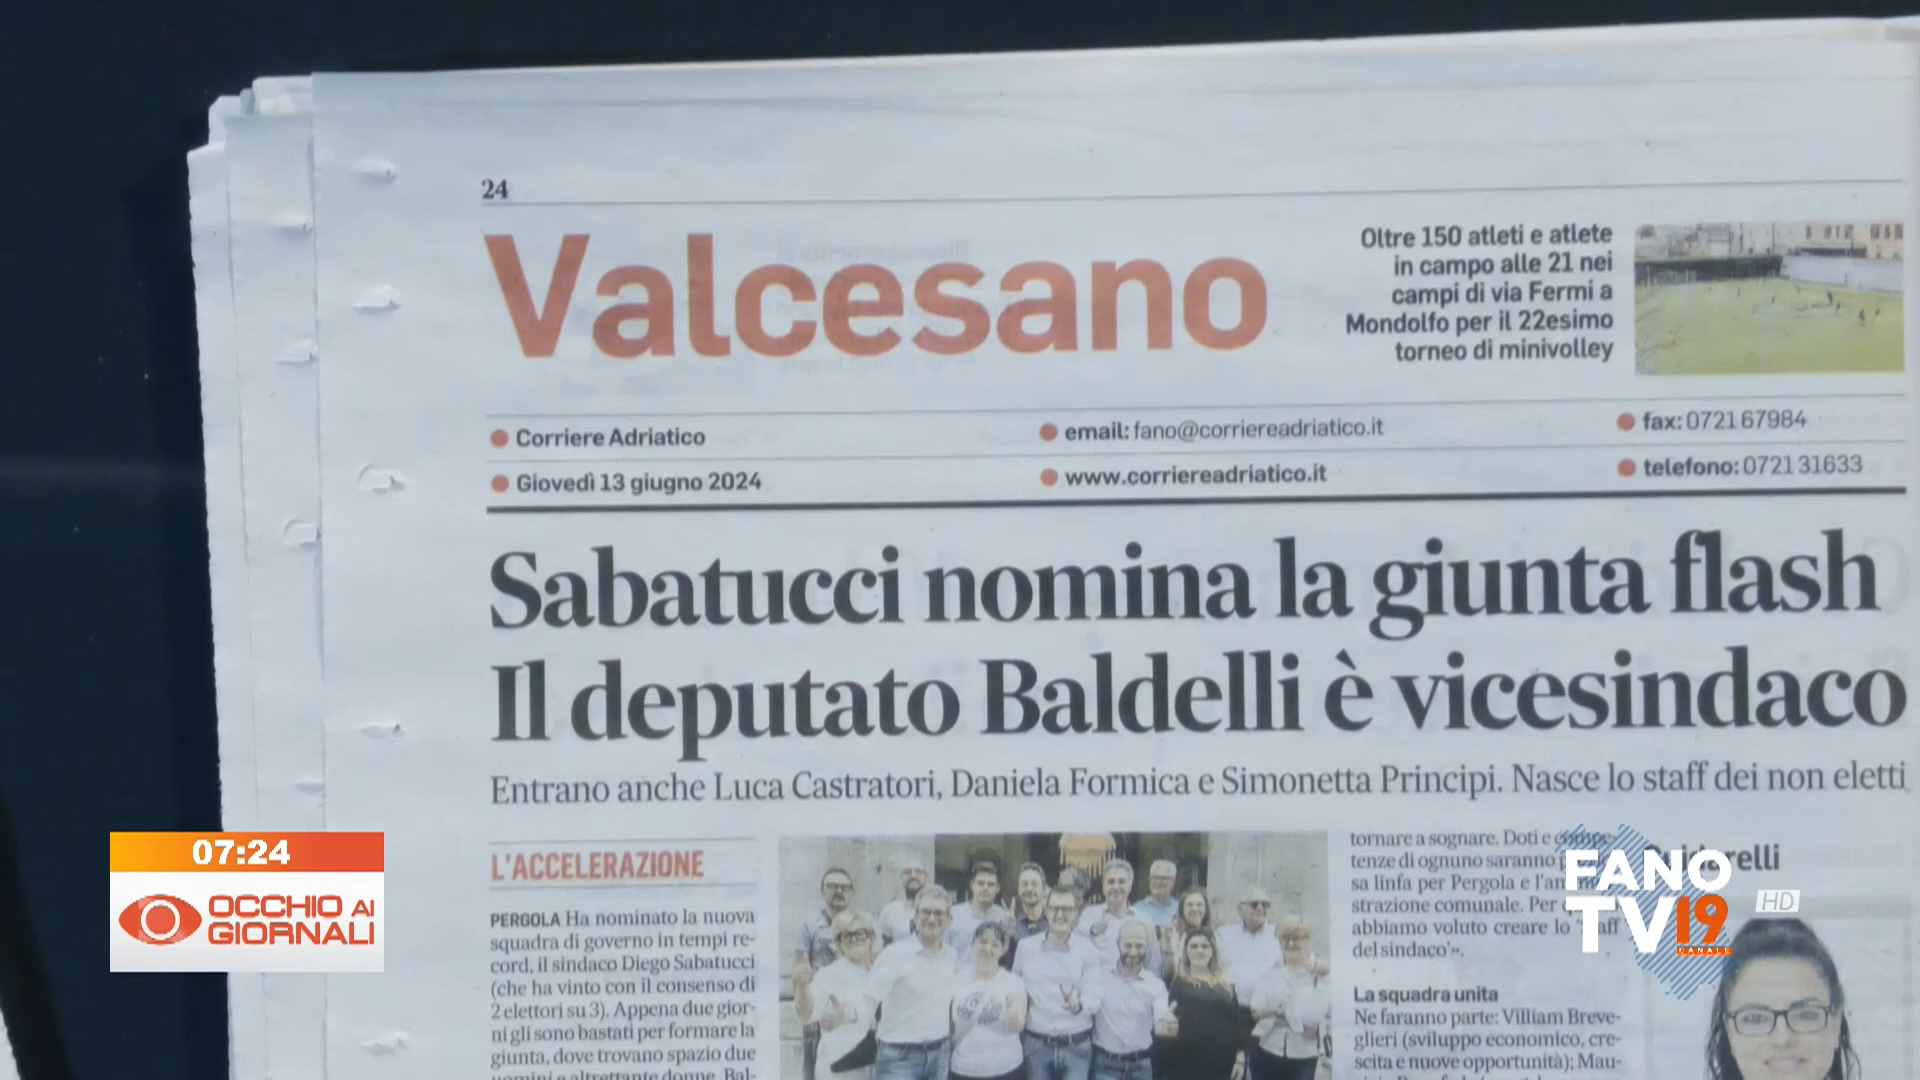 24
Valcesano
Oltre 150 atleti e atlete
in campo alle 21 nei
campi di via Fermi a
Mondolfo per il 22esimo
torneo di minivolley
Corriere Adriatico
email: fano@corriereadriatico.it
fax: 0721 67984
Giovedì 13 giugno 2024
www.corriereadriatico.it
telefono: 0721 31633
Sabatucci nomina la giunta flash
Il deputato Baldelli è vicesindaco
Entrano anche Luca Castratori, Daniela Formica e Simonetta Principi. Nasce lo staff dei non eletti
L'ACCELERAZIONE
PERGOLA Ha nominato la nuova
squadra di governo in tempi re-
cord, il sindaco Diego Sabatucci
(che ha vinto con il consenso di
2 elettori su 3). Appena due gior-
ni gli sono bastati per formare la
giunta, dove trovano spazio due
uomini e altrettante donne. Bal-
tornare a sognare. Doti e compe-
tenze di ognuno saranno
sa linfa per Pergola e l'
strazione comunale. Per
abbiamo voluto creare lo
del sindaco'».
La squadra unita
Ne faranno parte: Villiam Breve-
glieri (sviluppo economico, cre-
scita e nuove opportunità); Mau-
07:24
OCCHIO AI
GIORNALI
FANO
TV19
CANALE
HD